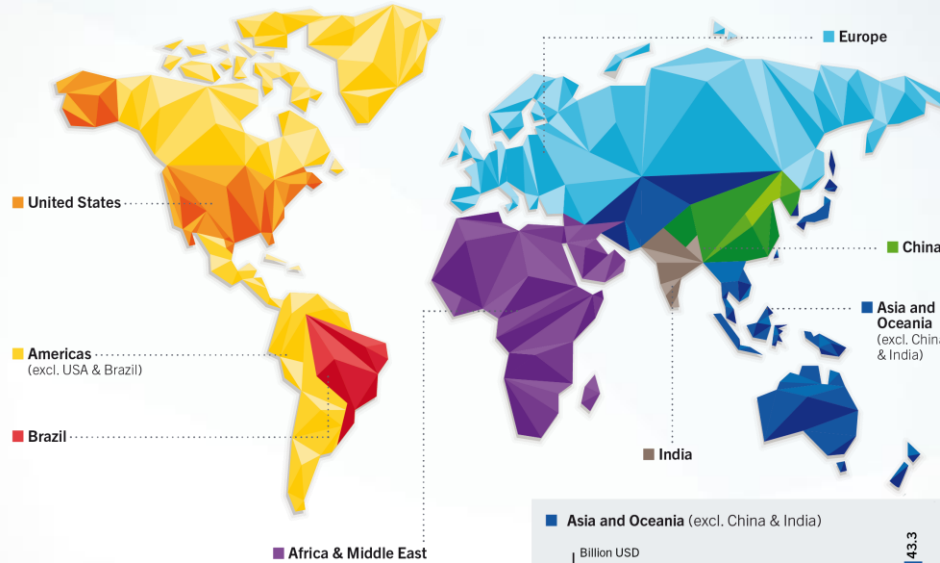 Europe
United States
China
Asia and
Oceania
(excl. China
& India)
Americas
(excl. USA & Brazil)
Brazil
India
Asia and Oceania (excl. China & India)
Africa & Middle East
Billion USD
43.3